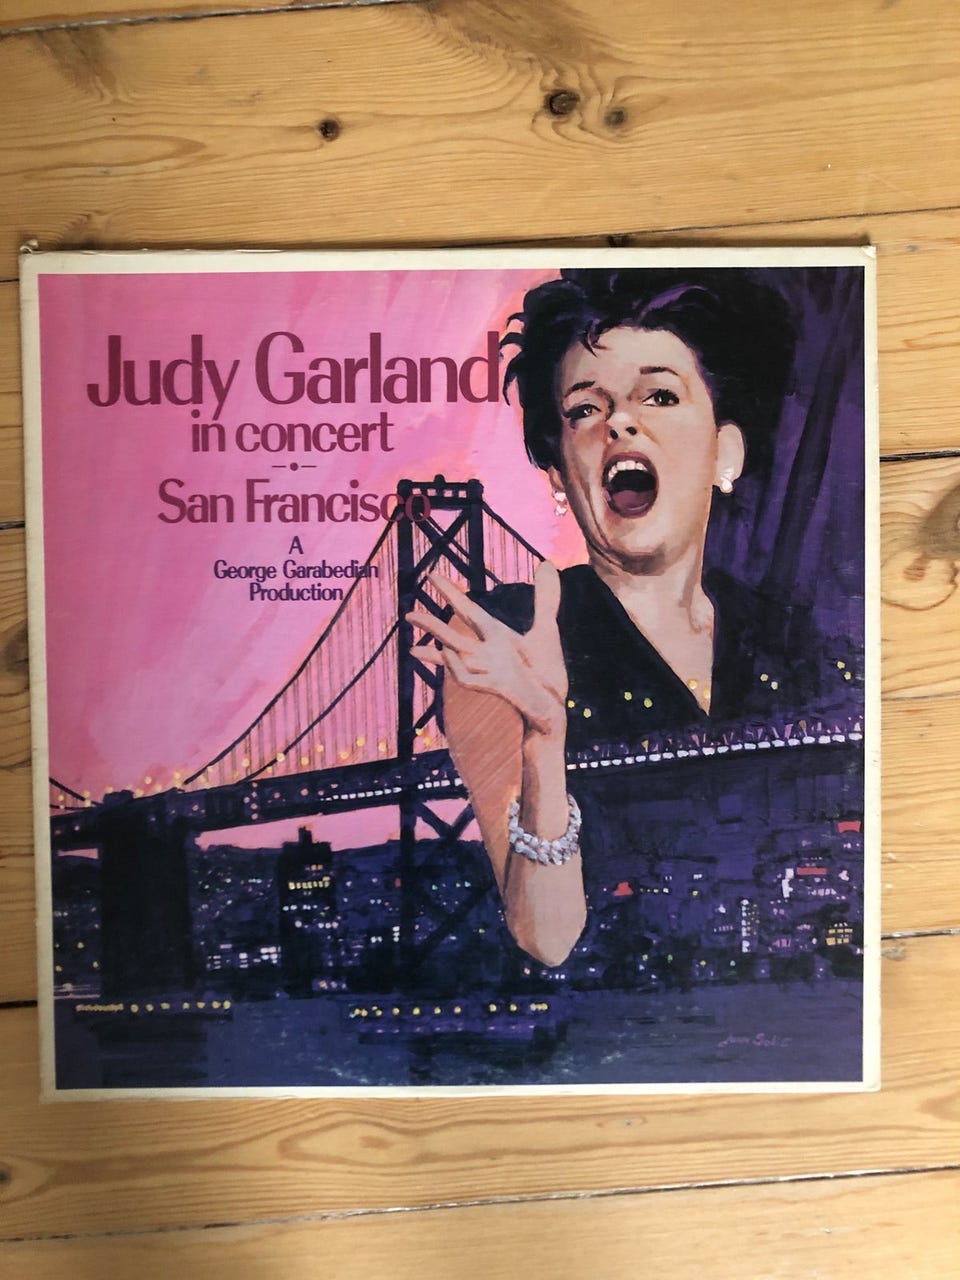 Judy Garland
in concert
San Francisco
A
George Garabedian
Production